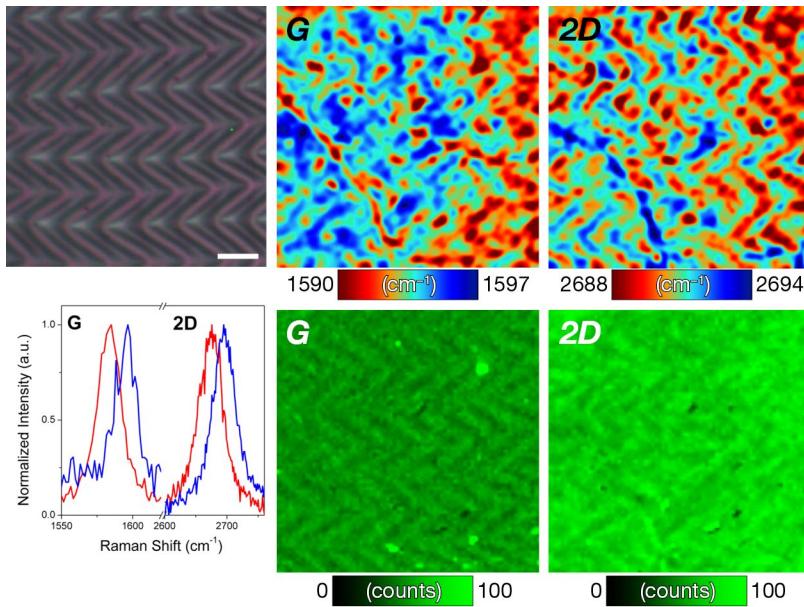 G
2D
1590 (cm⁻¹) 1597
2688 (cm⁻¹) 2694
G
2D
1.0
0.5
0.0
Normalized Intensity (a.u.)
1550 1600 2600 2700
Raman Shift (cm⁻¹)
G
2D
0 (counts) 100
0 (counts) 100